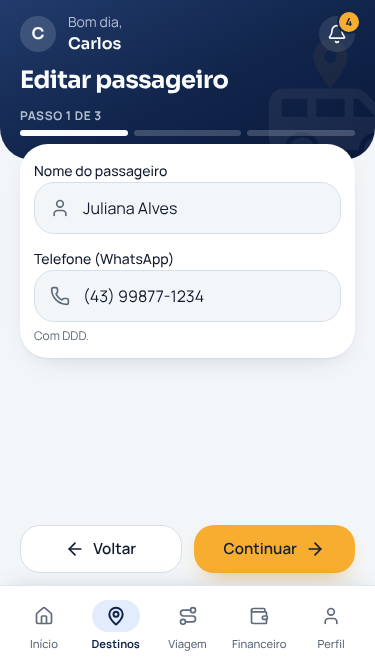 C
Bom dia,
Carlos
4
Editar passageiro
PASSO 1 DE 3
Nome do passageiro
Juliana Alves
Telefone (WhatsApp)
(43) 99877-1234
Com DDD.
Voltar
Continuar
Início
Destinos
Viagem
Financeiro
Perfil